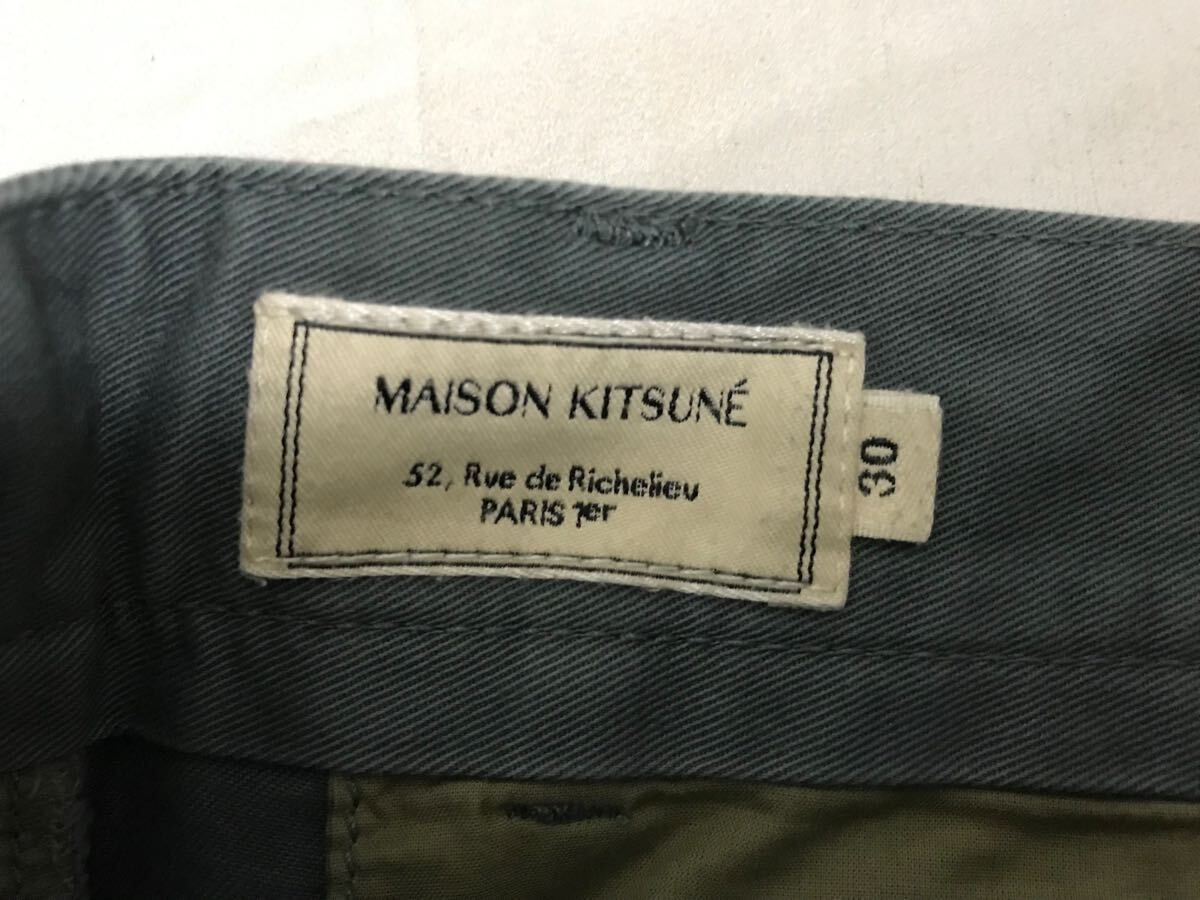 MAISON KITSUNÉ
52, Rue de Richelieu
PARIS 1er
30